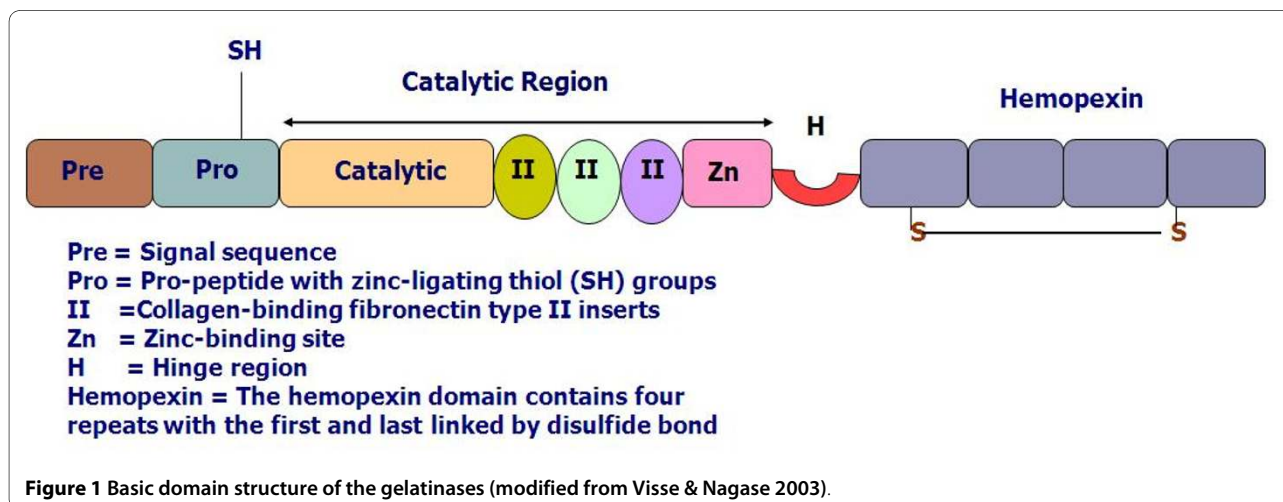 SH
Catalytic Region
Hemopexin
H
Pre
Pro
Catalytic
II
II
II
Zn
S
S
Pre = Signal sequence
Pro = Pro-peptide with zinc-ligating thiol (SH) groups
II =Collagen-binding fibronectin type II inserts
Zn = Zinc-binding site
H = Hinge region
Hemopexin = The hemopexin domain contains four
repeats with the first and last linked by disulfide bond
Figure 1 Basic domain structure of the gelatinases (modified from Visse & Nagase 2003).